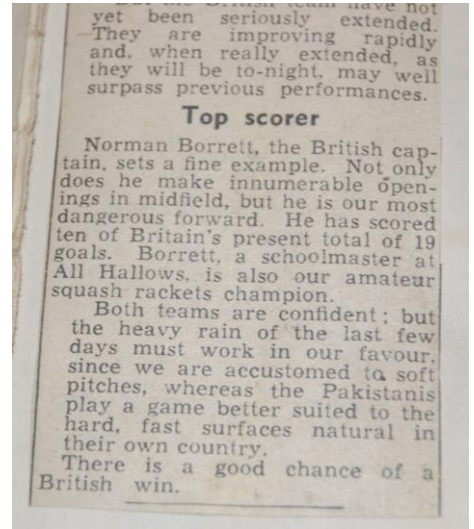 But the British team have not
yet been seriously extended.
They are improving rapidly
and, when really extended, as
they will be to-night, may well
surpass previous performances.
Top scorer
Norman Borrett, the British cap-
tain, sets a fine example. Not only
does he make innumerable open-
ings in midfield, but he is our most
dangerous forward. He has scored
ten of Britain's present total of 19
goals. Borrett, a schoolmaster at
All Hallows, is also our amateur
squash rackets champion.
Both teams are confident; but
the heavy rain of the last few
days must work in our favour,
since we are accustomed to soft
pitches, whereas the Pakistanis
play a game better suited to the
hard, fast surfaces natural in
their own country.
There is a good chance of a
British win.